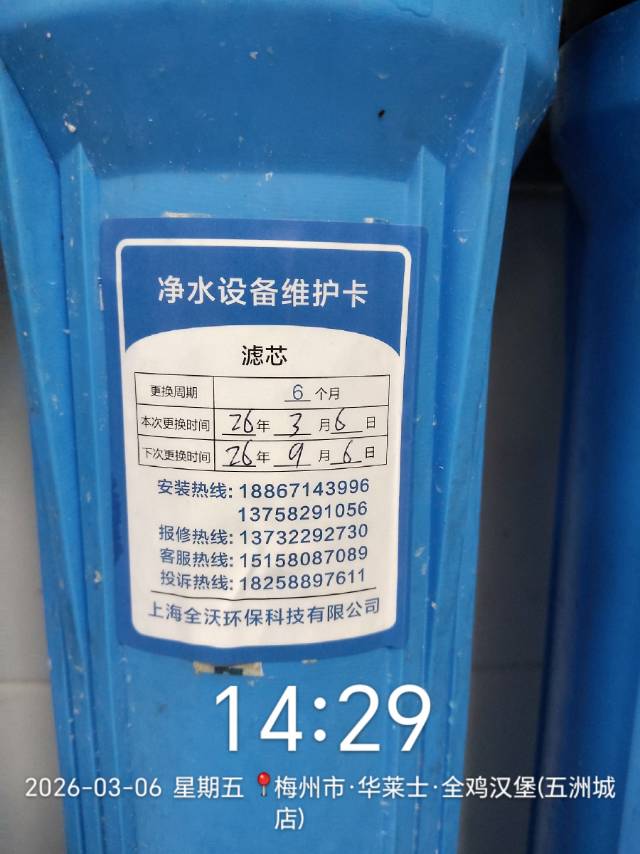 净水设备维护卡
滤芯
更换周期 6 个月
本次更换时间 26年 3 月 6 日
下次更换时间 26年 9 月 6 日
安装热线: 18867143996
13758291056
报修热线: 13732292730
客服热线: 15158087089
投诉热线: 18258897611
上海全沃环保科技有限公司
14:29
2026-03-06 星期五 📍梅州市·华莱士·全鸡汉堡(五洲城
店)